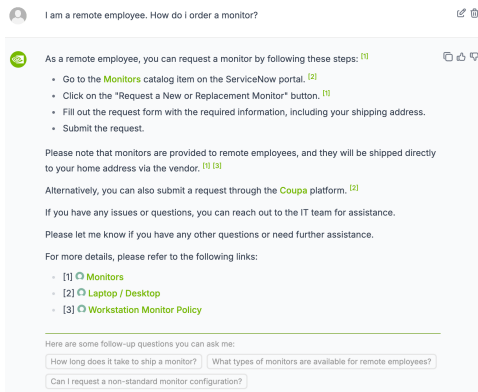 I am a remote employee. How do i order a monitor?
As a remote employee, you can request a monitor by following these steps: [1]
• Go to the Monitors catalog item on the ServiceNow portal. [2]
• Click on the "Request a New or Replacement Monitor" button. [1]
• Fill out the request form with the required information, including your shipping address.
• Submit the request.
Please note that monitors are provided to remote employees, and they will be shipped directly
to your home address via the vendor. [1] [3]
Alternatively, you can also submit a request through the Coupa platform. [2]
If you have any issues or questions, you can reach out to the IT team for assistance.
Please let me know if you have any other questions or need further assistance.
For more details, please refer to the following links:
• [1] Monitors
• [2] Laptop / Desktop
• [3] Workstation Monitor Policy
Here are some follow-up questions you can ask me:
How long does it take to ship a monitor? What types of monitors are available for remote employees?
Can I request a non-standard monitor configuration?